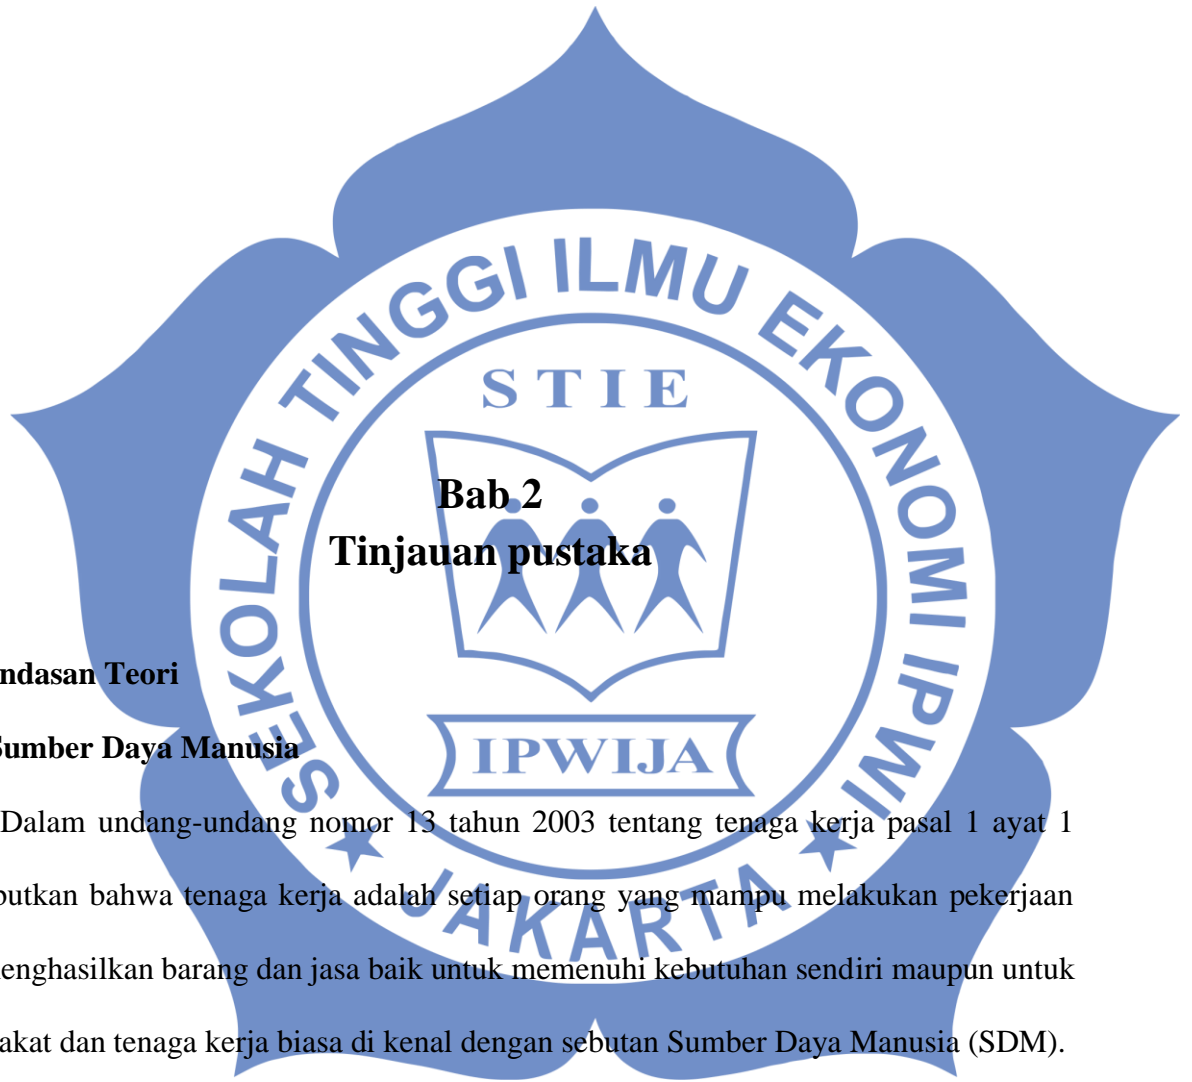 SEKOLAH TINGGI ILMU EKONOMI IPWI
STIE
Bab 2
Tinjauan pustaka
ndasan Teori
Sumber Daya Manusia
IPWIJA
Dalam undang-undang nomor 13 tahun 2003 tentang tenaga kerja pasal 1 ayat 1
butkan bahwa tenaga kerja adalah setiap orang yang mampu melakukan pekerjaan
JAKARTA
enghasilkan barang dan jasa baik untuk memenuhi kebutuhan sendiri maupun untuk
akat dan tenaga kerja biasa di kenal dengan sebutan Sumber Daya Manusia (SDM).